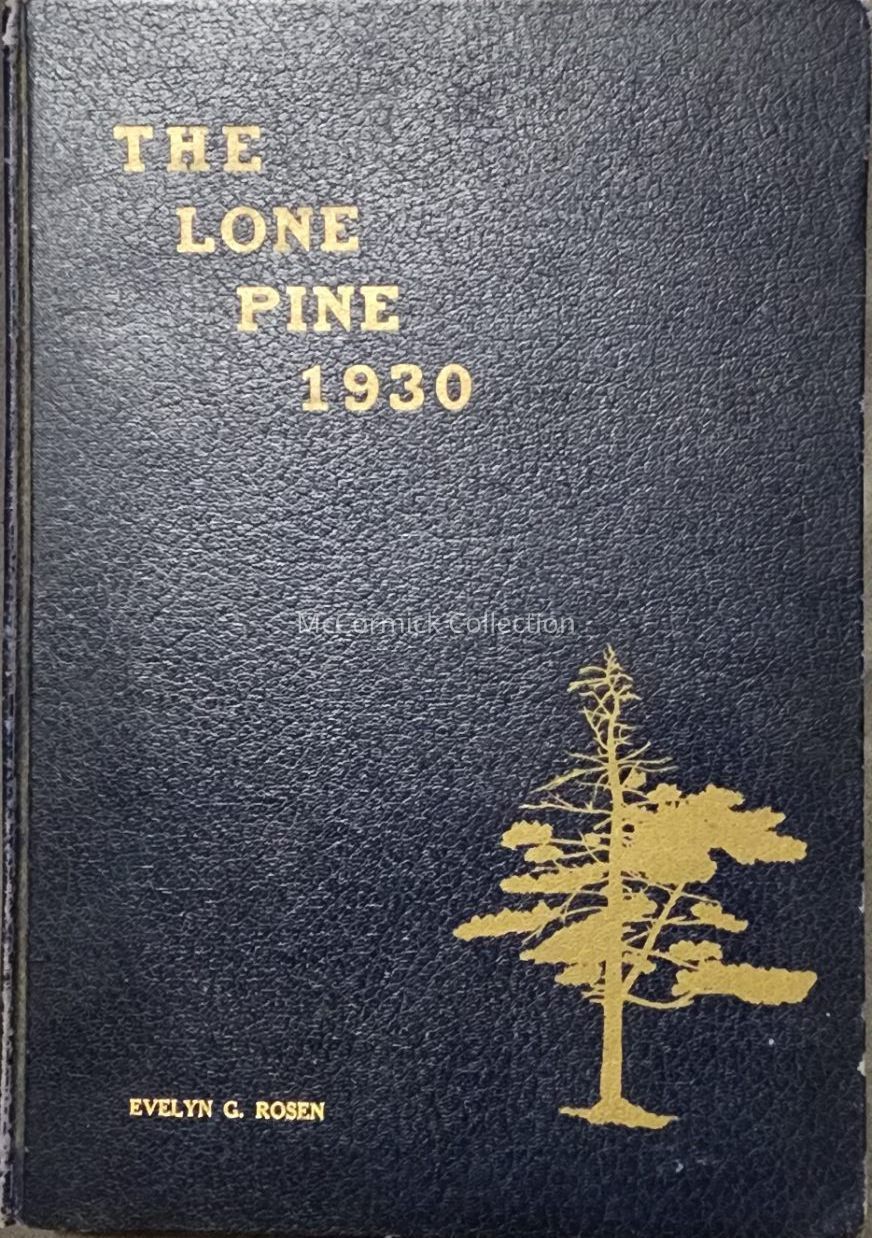 THE
LONE
PINE
1930
McCormick Collection
EVELYN G. ROSEN